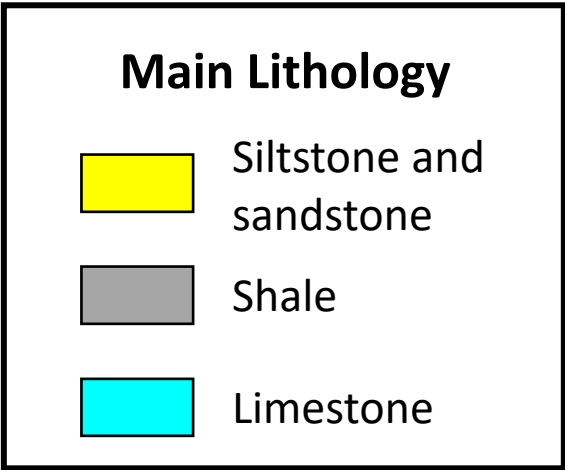 Main Lithology
Siltstone and
sandstone
Shale
Limestone